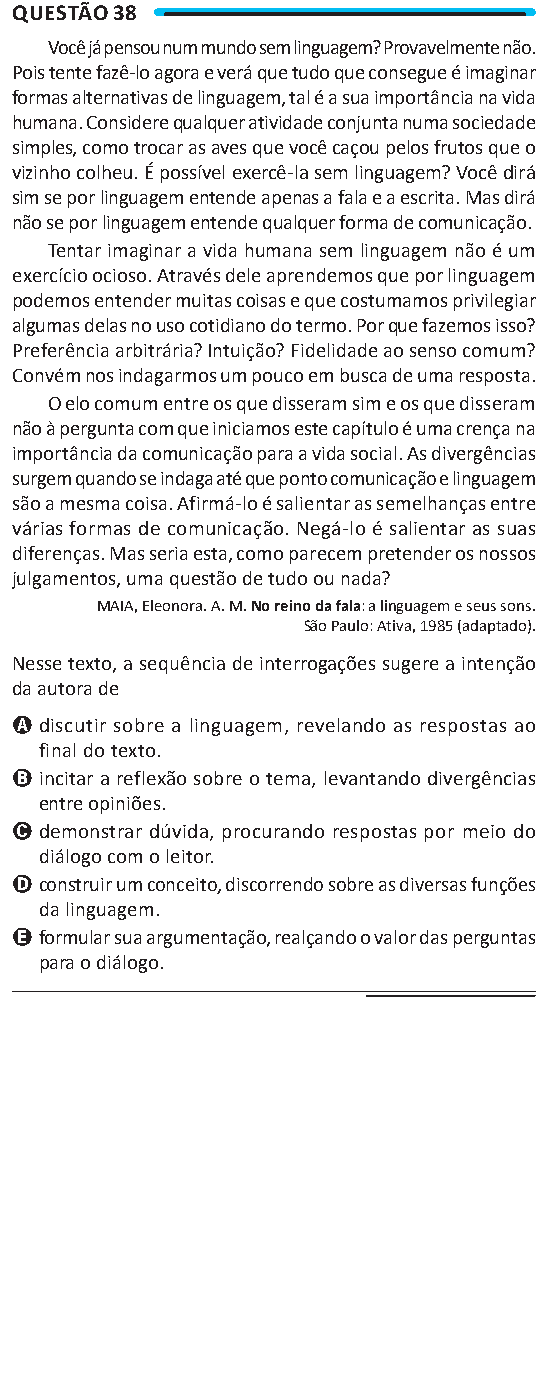 QUESTÃO 38
Você já pensou num mundo sem linguagem? Provavelmente não.
Pois tente fazê-lo agora e verá que tudo que consegue é imaginar
formas alternativas de linguagem, tal é a sua importância na vida
humana. Considere qualquer atividade conjunta numa sociedade
simples, como trocar as aves que você caçou pelos frutos que o
vizinho colheu. É possível exercê-la sem linguagem? Você dirá
sim se por linguagem entende apenas a fala e a escrita. Mas dirá
não se por linguagem entende qualquer forma de comunicação.
Tentar imaginar a vida humana sem linguagem não é um
exercício ocioso. Através dele aprendemos que por linguagem
podemos entender muitas coisas e que costumamos privilegiar
algumas delas no uso cotidiano do termo. Por que fazemos isso?
Preferência arbitrária? Intuição? Fidelidade ao senso comum?
Convém nos indagarmos um pouco em busca de uma resposta.
O elo comum entre os que disseram sim e os que disseram
não à pergunta com que iniciamos este capítulo é uma crença na
importância da comunicação para a vida social. As divergências
surgem quando se indaga até que ponto comunicação e linguagem
são a mesma coisa. Afirmá-lo é salientar as semelhanças entre
várias formas de comunicação. Negá-lo é salientar as suas
diferenças. Mas seria esta, como parecem pretender os nossos
julgamentos, uma questão de tudo ou nada?
MAIA, Eleonora. A. M. No reino da fala: a linguagem e seus sons.
São Paulo: Ativa, 1985 (adaptado).
Nesse texto, a sequência de interrogações sugere a intenção
da autora de
A discutir sobre a linguagem, revelando as respostas ao
final do texto.
B incitar a reflexão sobre o tema, levantando divergências
entre opiniões.
C demonstrar dúvida, procurando respostas por meio do
diálogo com o leitor.
D construir um conceito, discorrendo sobre as diversas funções
da linguagem.
E formular sua argumentação, realçando o valor das perguntas
para o diálogo.